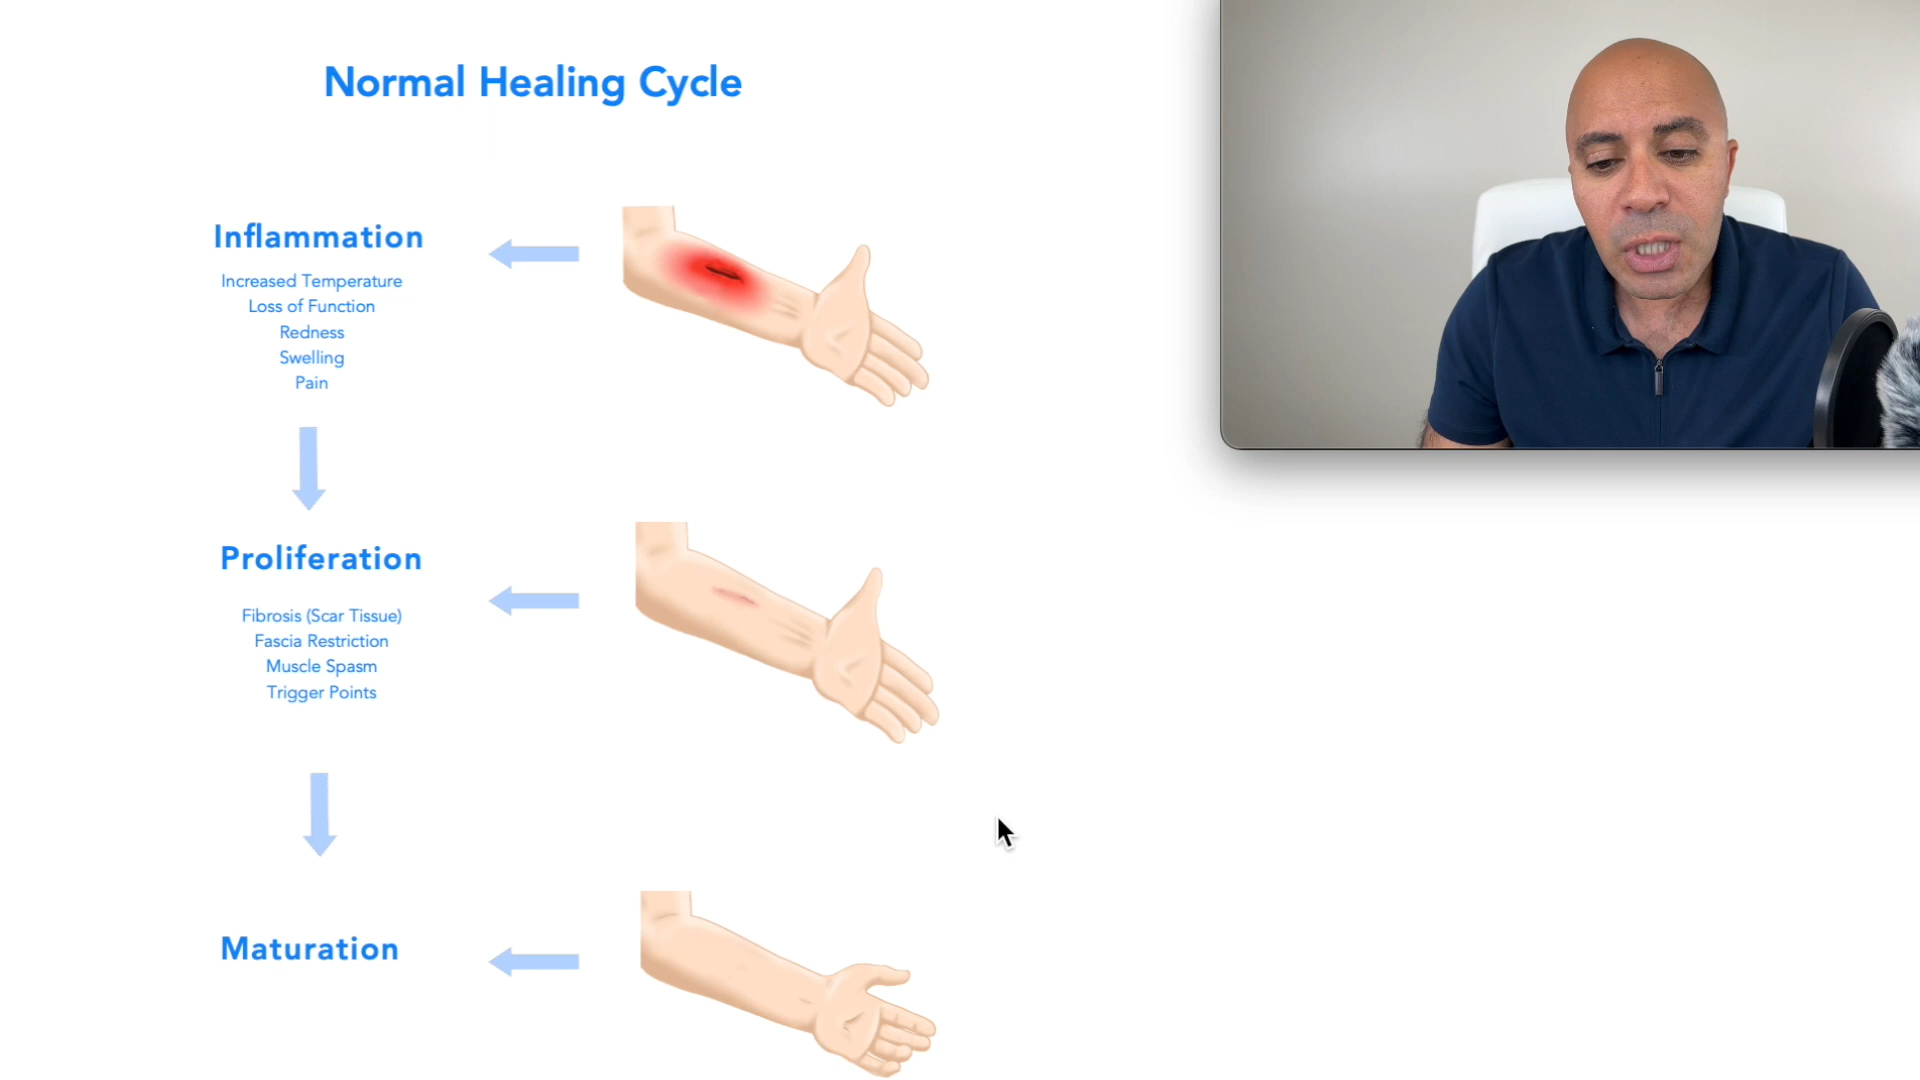 Normal Healing Cycle
Inflammation
Increased Temperature
Loss of Function
Redness
Swelling
Pain
Proliferation
Fibrosis (Scar Tissue)
Fascia Restriction
Muscle Spasm
Trigger Points
Maturation